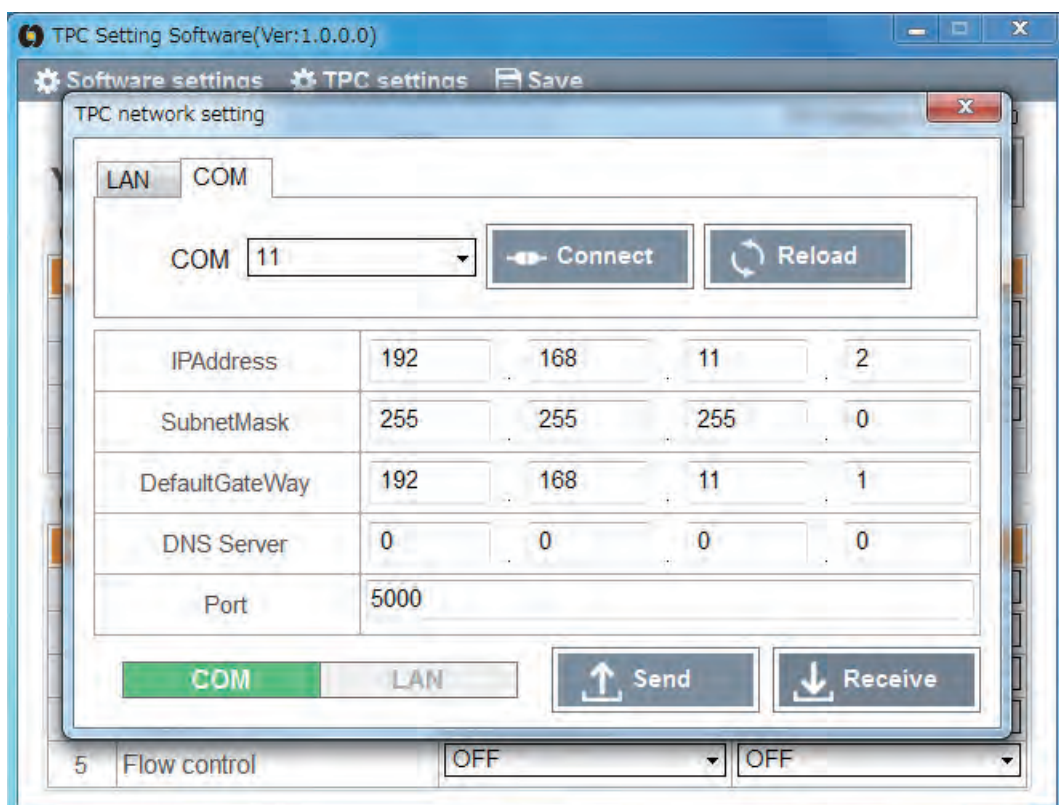 TPC Setting Software(Ver:1.0.0.0)
Software settings TPC settings Save
TPC network setting
LAN COM
COM 11 Connect Reload
IPAddress 192 . 168 . 11 . 2
SubnetMask 255 . 255 . 255 . 0
DefaultGateWay 192 . 168 . 11 . 1
DNS Server 0 . 0 . 0 . 0
Port 5000
COM LAN Send Receive
5 Flow control OFF OFF